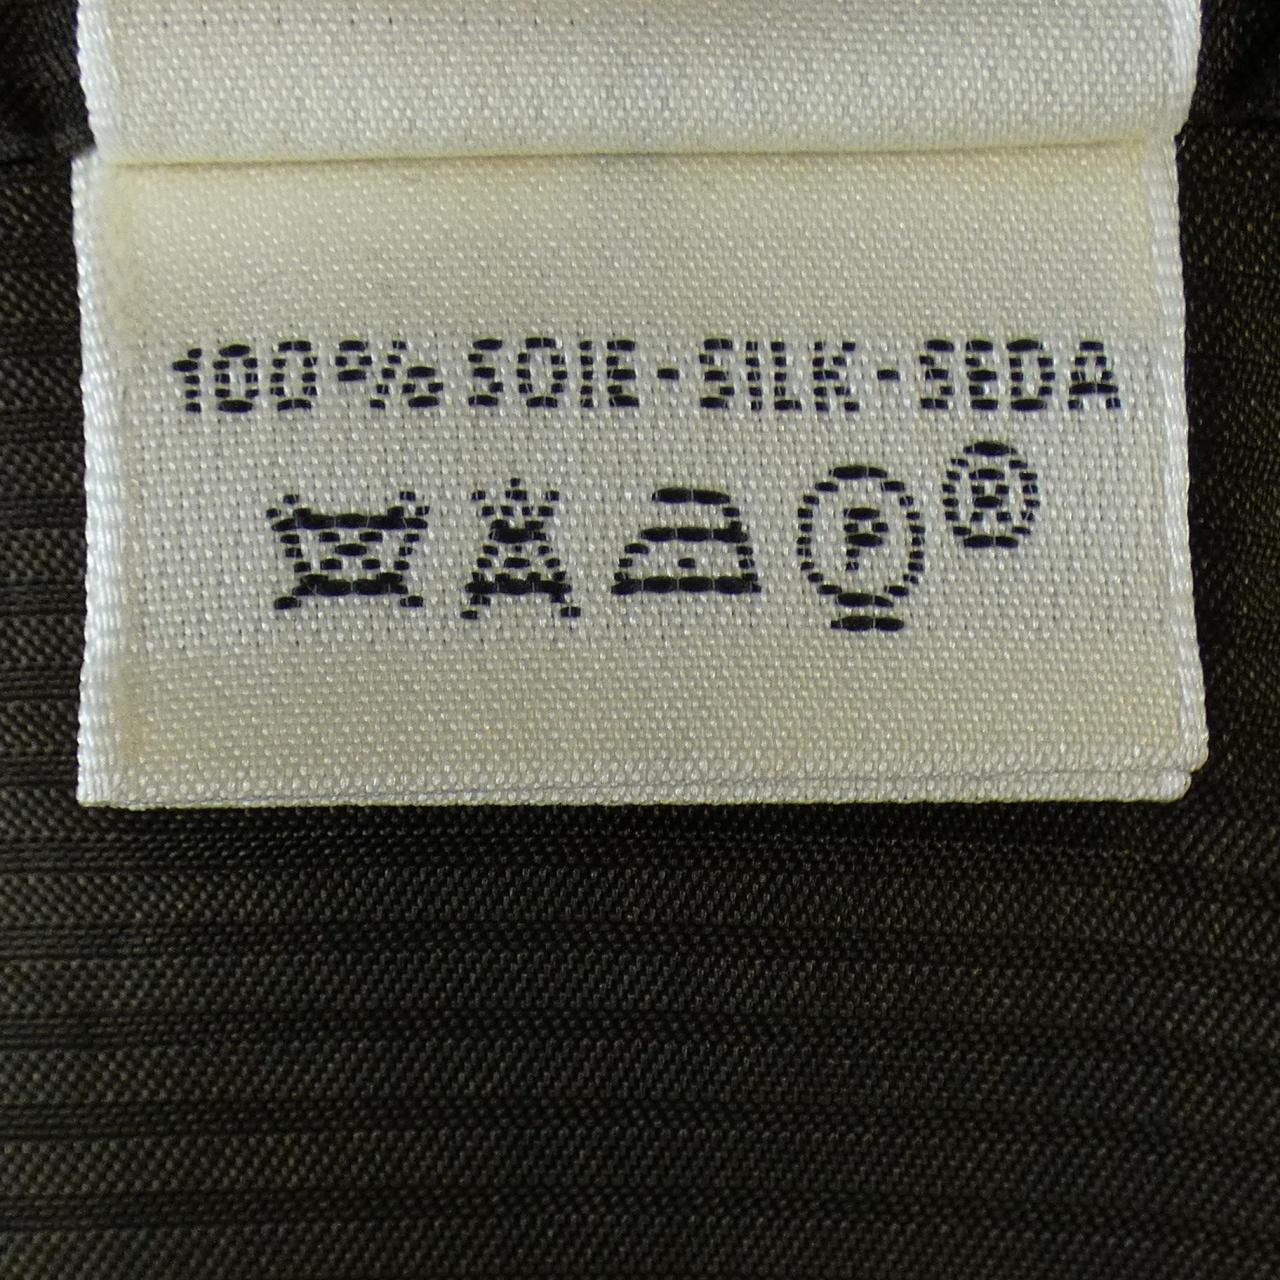 100% SOIE - SILK - SEDA
P ®